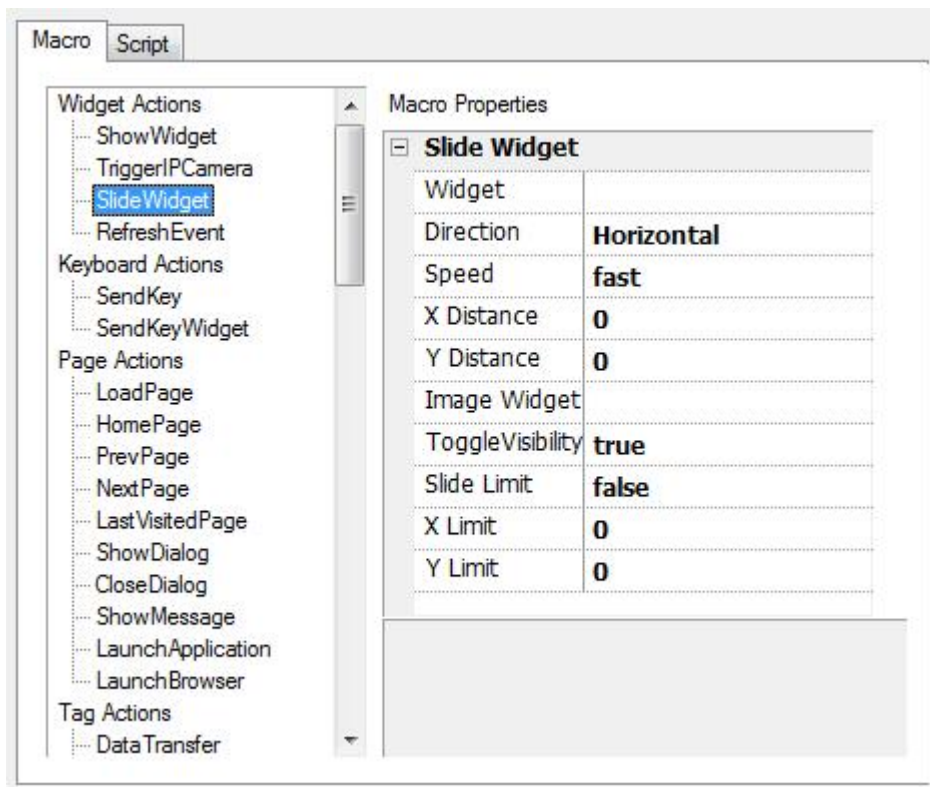 Macro Script
Widget Actions
ShowWidget
TriggerIPCamera
SlideWidget
RefreshEvent
Keyboard Actions
SendKey
SendKeyWidget
Page Actions
LoadPage
HomePage
PrevPage
NextPage
LastVisitedPage
ShowDialog
CloseDialog
ShowMessage
LaunchApplication
LaunchBrowser
Tag Actions
DataTransfer
Macro Properties
Slide Widget
Widget
Direction Horizontal
Speed fast
X Distance 0
Y Distance 0
Image Widget
ToggleVisibility true
Slide Limit false
X Limit 0
Y Limit 0